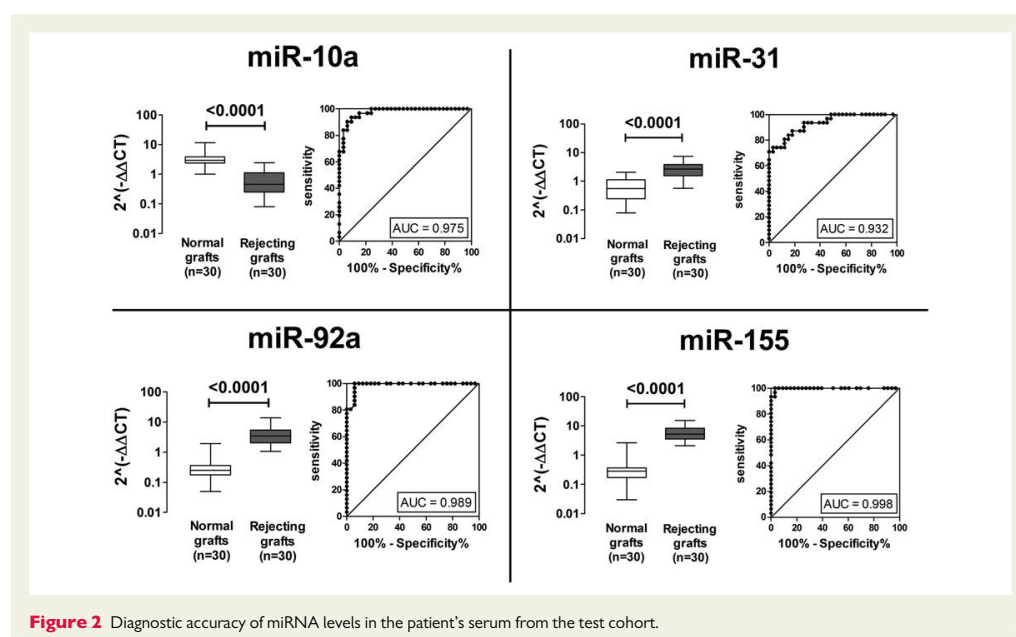 miR-10a
<0.0001
2^(-ΔΔCT)
100
10
1
0.1
0.01
Normal
grafts
(n=30)
Rejecting
grafts
(n=30)
sensitivity
100
80
60
40
20
0
AUC = 0.975
0 20 40 60 80 100
100% - Specificity%
miR-31
<0.0001
2^(-ΔΔCT)
100
10
1
0.1
0.01
Normal
grafts
(n=30)
Rejecting
grafts
(n=30)
sensitivity
100
80
60
40
20
0
AUC = 0.932
0 20 40 60 80 100
100% - Specificity%
miR-92a
<0.0001
2^(-ΔΔCT)
100
10
1
0.1
0.01
Normal
grafts
(n=30)
Rejecting
grafts
(n=30)
sensitivity
100
80
60
40
20
0
AUC = 0.989
0 20 40 60 80 100
100% - Specificity%
miR-155
<0.0001
2^(-ΔΔCT)
100
10
1
0.1
0.01
Normal
grafts
(n=30)
Rejecting
grafts
(n=30)
sensitivity
100
80
60
40
20
0
AUC = 0.998
0 20 40 60 80 100
100% - Specificity%
Figure 2 Diagnostic accuracy of miRNA levels in the patient's serum from the test cohort.